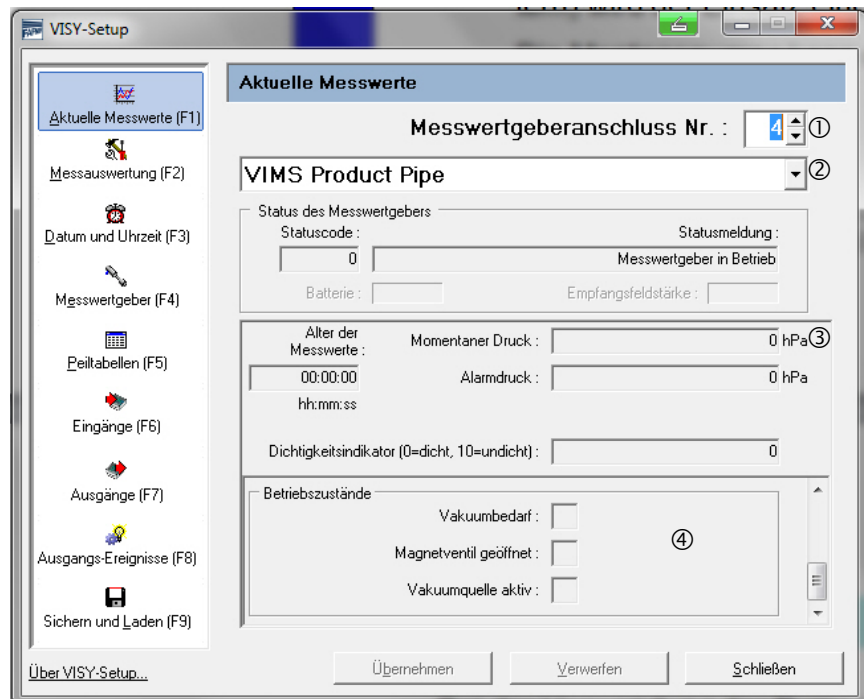 VISY-Setup
Aktuelle Messwerte (F1)
Messauswertung (F2)
Datum und Uhrzeit (F3)
Messwertgeber (F4)
Peiltabellen (F5)
Eingänge (F6)
Ausgänge (F7)
Ausgangs-Ereignisse (F8)
Sichern und Laden (F9)
Über VISY-Setup...
Aktuelle Messwerte
Messwertgeberanschluss Nr. : 4 ①
VIMS Product Pipe ②
Status des Messwertgebers
Statuscode : Statusmeldung :
0 Messwertgeber in Betrieb
Batterie : Empfangsfeldstärke :
Alter der
Messwerte :
00:00:00
hh:mm:ss
Momentaner Druck : 0 hPa ③
Alarmdruck : 0 hPa
Dichtigkeitsindikator (0=dicht, 10=undicht) : 0
Betriebszustände
Vakuumbedarf :
Magnetventil geöffnet : ④
Vakuumquelle aktiv :
Übernehmen Verwerfen Schließen